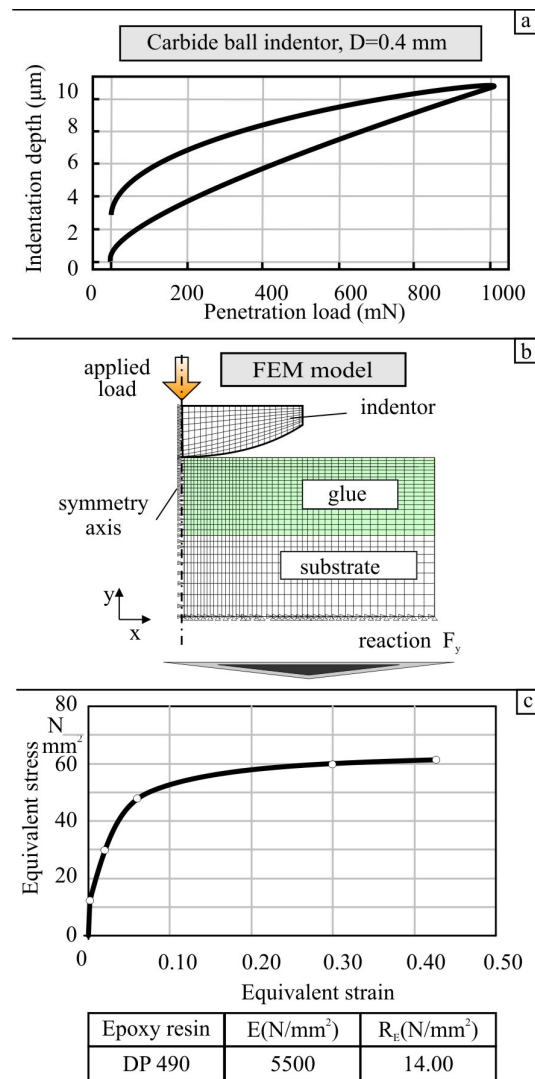 a
Carbide ball indentor, D=0.4 mm
Indentation depth (μm)
10
8
6
4
2
0
0 200 400 600 800 1000
Penetration load (mN)
b
applied
load
FEM model
indentor
symmetry
axis
glue
substrate
y
x
reaction Fy
c
Equivalent stress
80
N
mm²
60
40
20
0
0 0.10 0.20 0.30 0.40 0.50
Equivalent strain
Epoxy resin E(N/mm²) RE(N/mm²)
DP 490 5500 14.00